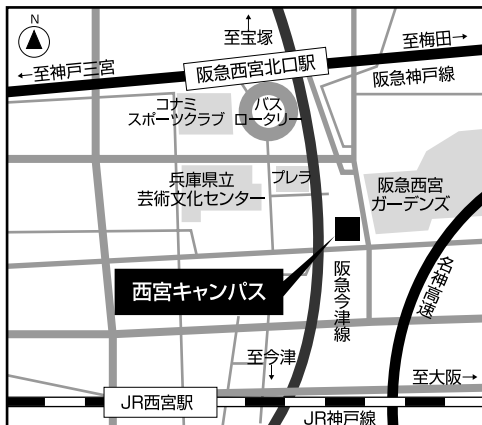 N
至宝塚
至梅田→
←至神戸三宮
阪急西宮北口駅
阪急神戸線
コナミ
スポーツクラブ
バス
ロータリー
兵庫県立
芸術文化センター
プレラ
阪急西宮
ガーデンズ
西宮キャンパス
阪急今津線
名神高速
至今津
至大阪→
JR西宮駅
JR神戸線